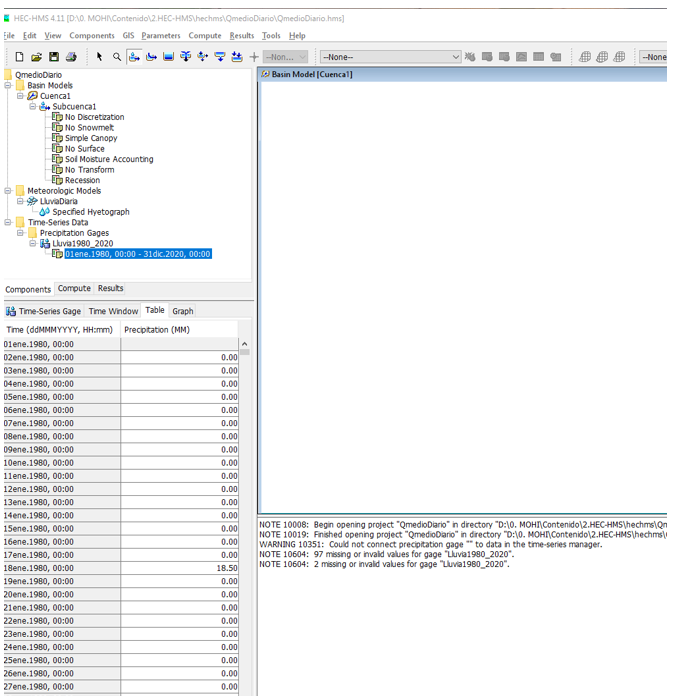 HEC-HMS 4.11 [D:\0. MOHI\Contenido\2.HEC-HMS\hechms\QmedioDiario\QmedioDiario.hms]
File Edit View Components GIS Parameters Compute Results Tools Help
--Non... --None-- --None
QmedioDiario
Basin Models
Cuenca1
Subcuenca1
No Discretization
No Snowmelt
Simple Canopy
No Surface
Soil Moisture Accounting
No Transform
Recession
Meteorologic Models
LluviaDiaria
Specified Hyetograph
Time-Series Data
Precipitation Gages
Lluvia1980_2020
01ene.1980, 00:00 - 31dic.2020, 00:00
Components Compute Results
Time-Series Gage Time Window Table Graph
Time (ddMMMYYYY, HH:mm) Precipitation (MM)
01ene.1980, 00:00
02ene.1980, 00:00 0.00
03ene.1980, 00:00 0.00
04ene.1980, 00:00 0.00
05ene.1980, 00:00 0.00
06ene.1980, 00:00 0.00
07ene.1980, 00:00 0.00
08ene.1980, 00:00 0.00
09ene.1980, 00:00 0.00
10ene.1980, 00:00 0.00
11ene.1980, 00:00 0.00
12ene.1980, 00:00 0.00
13ene.1980, 00:00 0.00
14ene.1980, 00:00 0.00
15ene.1980, 00:00 0.00
16ene.1980, 00:00 0.00
17ene.1980, 00:00 0.00
18ene.1980, 00:00 18.50
19ene.1980, 00:00 0.00
20ene.1980, 00:00 0.00
21ene.1980, 00:00 0.00
22ene.1980, 00:00 0.00
23ene.1980, 00:00 0.00
24ene.1980, 00:00 0.00
25ene.1980, 00:00 0.00
26ene.1980, 00:00 0.00
27ene.1980, 00:00 0.00
Basin Model [Cuenca1]
NOTE 10008: Begin opening project "QmedioDiario" in directory "D:\0. MOHI\Contenido\2.HEC-HMS\hechms\Qn
NOTE 10019: Finished opening project "QmedioDiario" in directory "D:\0. MOHI\Contenido\2.HEC-HMS\hechms\
WARNING 10351: Could not connect precipitation gage "" to data in the time-series manager.
NOTE 10604: 97 missing or invalid values for gage "Lluvia1980_2020".
NOTE 10604: 2 missing or invalid values for gage "Lluvia1980_2020".